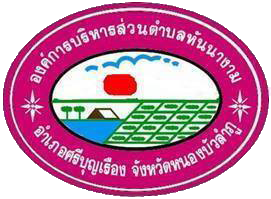 องค์การบริหารส่วนตำบลหันนางาม
อำเภอศรีบุญเรือง จังหวัดหนองบัวลำภู